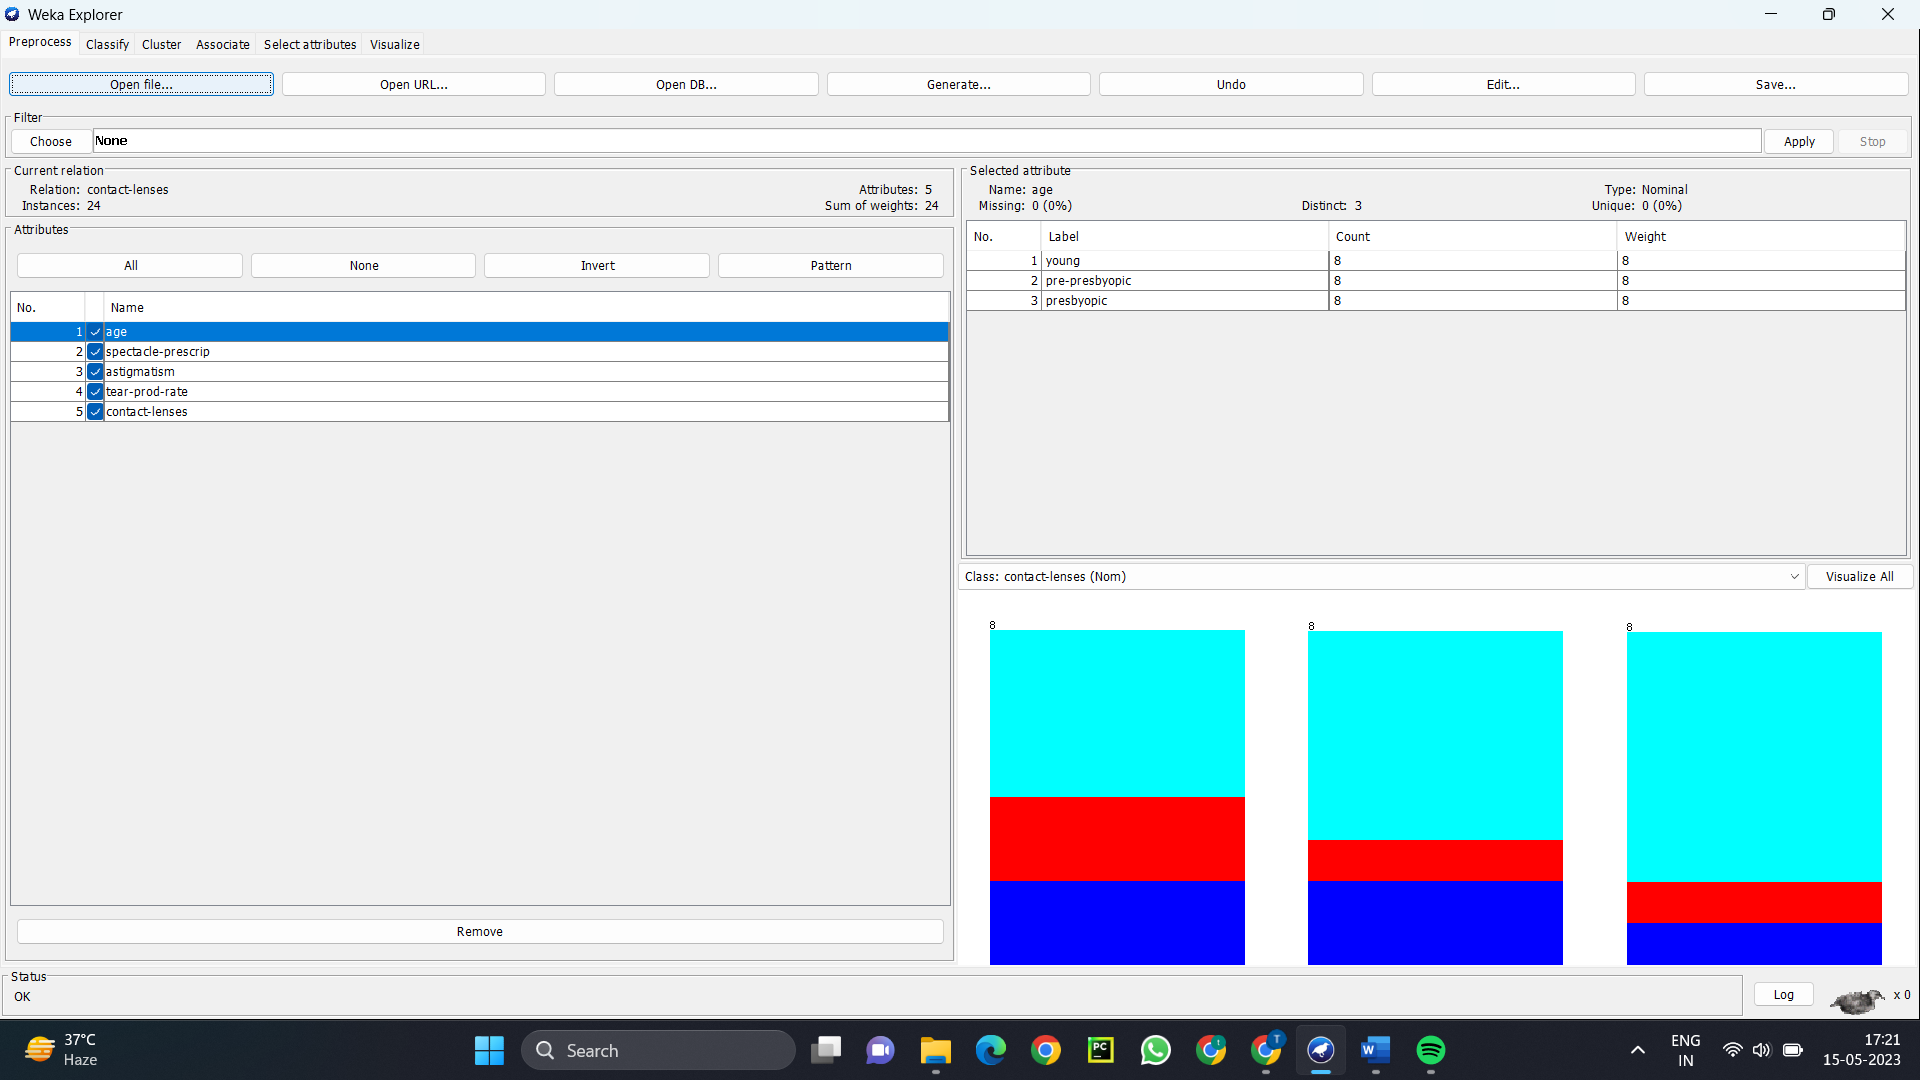 Weka Explorer
Preprocess Classify Cluster Associate Select attributes Visualize
Open file... Open URL... Open DB... Generate... Undo Edit... Save...
Filter
Choose None Apply Stop
Current relation
Relation: contact-lenses Attributes: 5
Instances: 24 Sum of weights: 24
Attributes
All None Invert Pattern
No. Name
1 age
2 spectacle-prescrip
3 astigmatism
4 tear-prod-rate
5 contact-lenses
Remove
Selected attribute
Name: age Type: Nominal
Missing: 0 (0%) Distinct: 3 Unique: 0 (0%)
No. Label Count Weight
1 young 8 8
2 pre-presbyopic 8 8
3 presbyopic 8 8
Class: contact-lenses (Nom) Visualize All
8 8 8
Status
OK
Log x 0
37°C
Haze
Search
PC
t
T
W
ENG
IN
17:21
15-05-2023